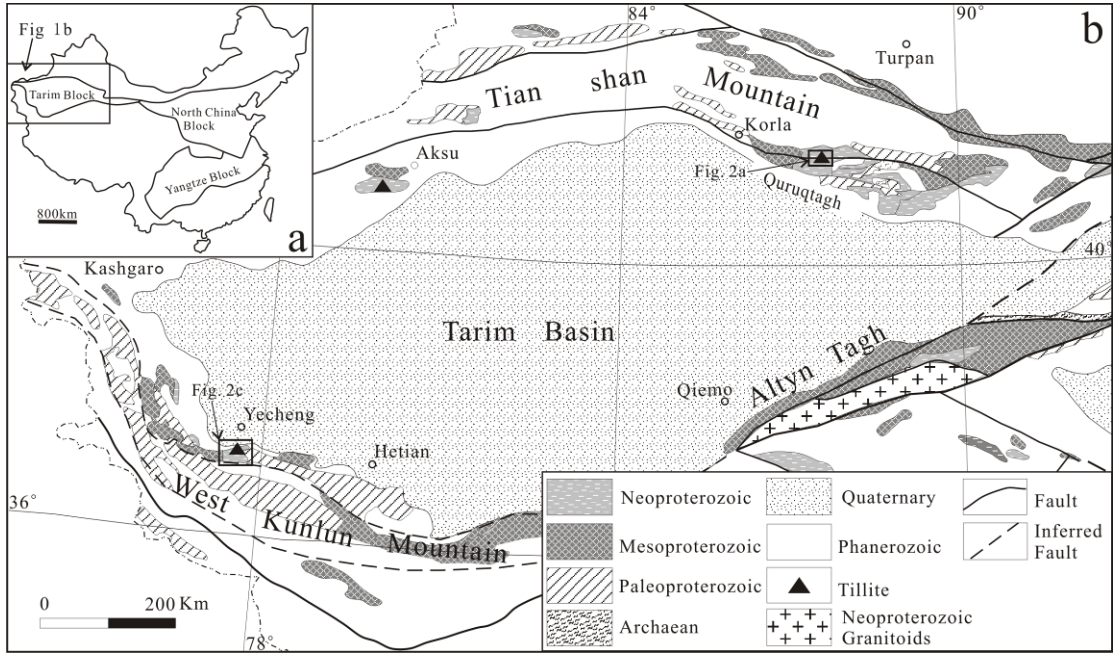 Fig 1b
Tarim Block
North China
Block
Yangtze Block
800km
a
84°
90°
b
Turpan
Tian shan Mountain
Korla
Aksu
Fig. 2a
Quruqtagh
40°
Kashgar
Tarim Basin
Altyn Tagh
Qiemo
Fig. 2c
Yecheng
Hetian
36°
West Kunlun Mountain
0 200 Km
78°
Neoproterozoic
Mesoproterozoic
Paleoproterozoic
Archaean
Quaternary
Phanerozoic
Tillite
Neoproterozoic
Granitoids
Fault
Inferred
Fault